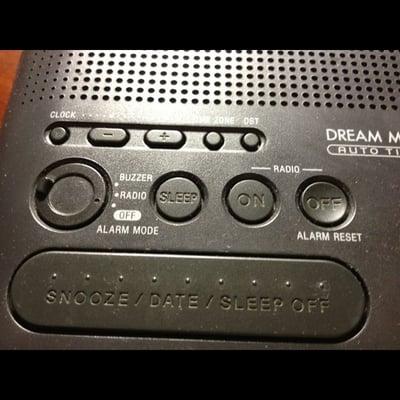 CLOCK
ZONE DST
DREAM M
AUTO TI
RADIO
BUZZER
RADIO
OFF
SLEEP
ON
OFF
ALARM MODE
ALARM RESET
SNOOZE / DATE / SLEEP OFF